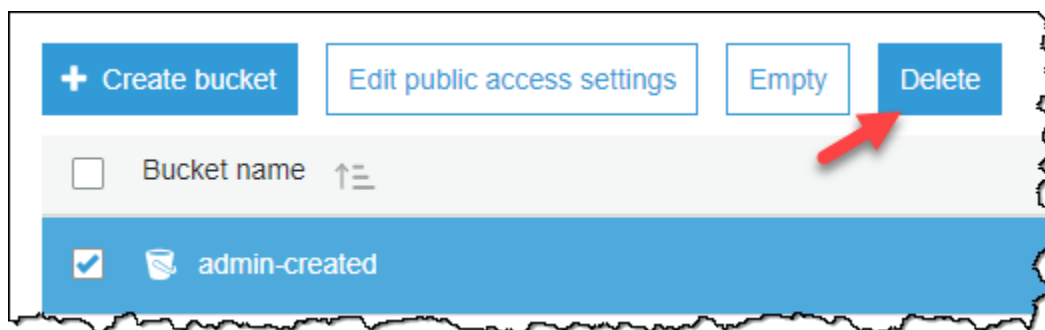 Create bucket Edit public access settings Empty Delete
Bucket name
admin-created